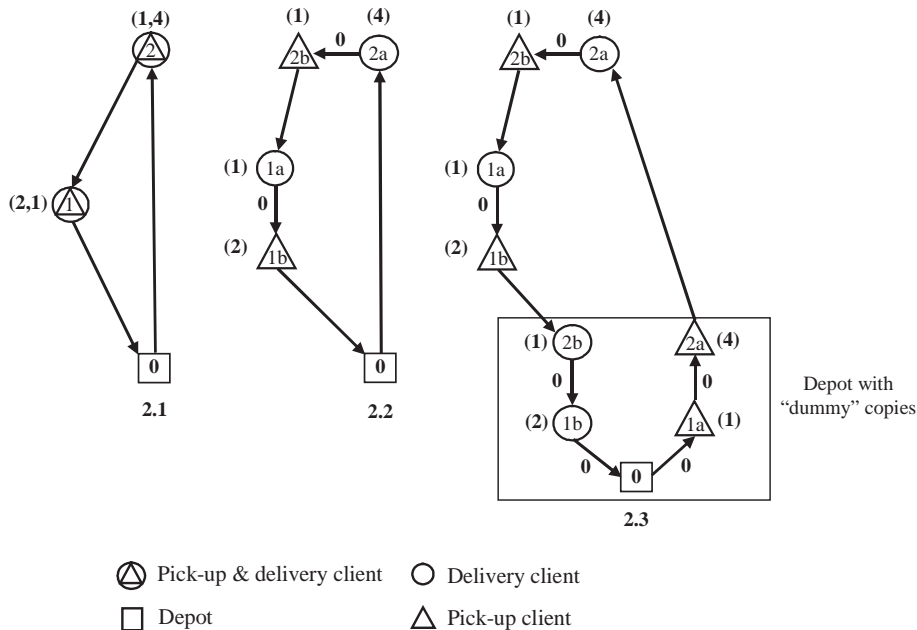 (1,4)
2
(2,1)
1
0
2.1
(1)
(4)
0
2b
2a
(1)
1a
0
(2)
1b
0
2.2
(1)
(4)
0
2b
2a
(1)
1a
0
(2)
1b
(1)
2b
2a
(4)
0
0
(2)
1b
1a
(1)
0
0
0
2.3
Depot with
“dummy” copies
Pick-up & delivery client
Delivery client
Depot
Pick-up client